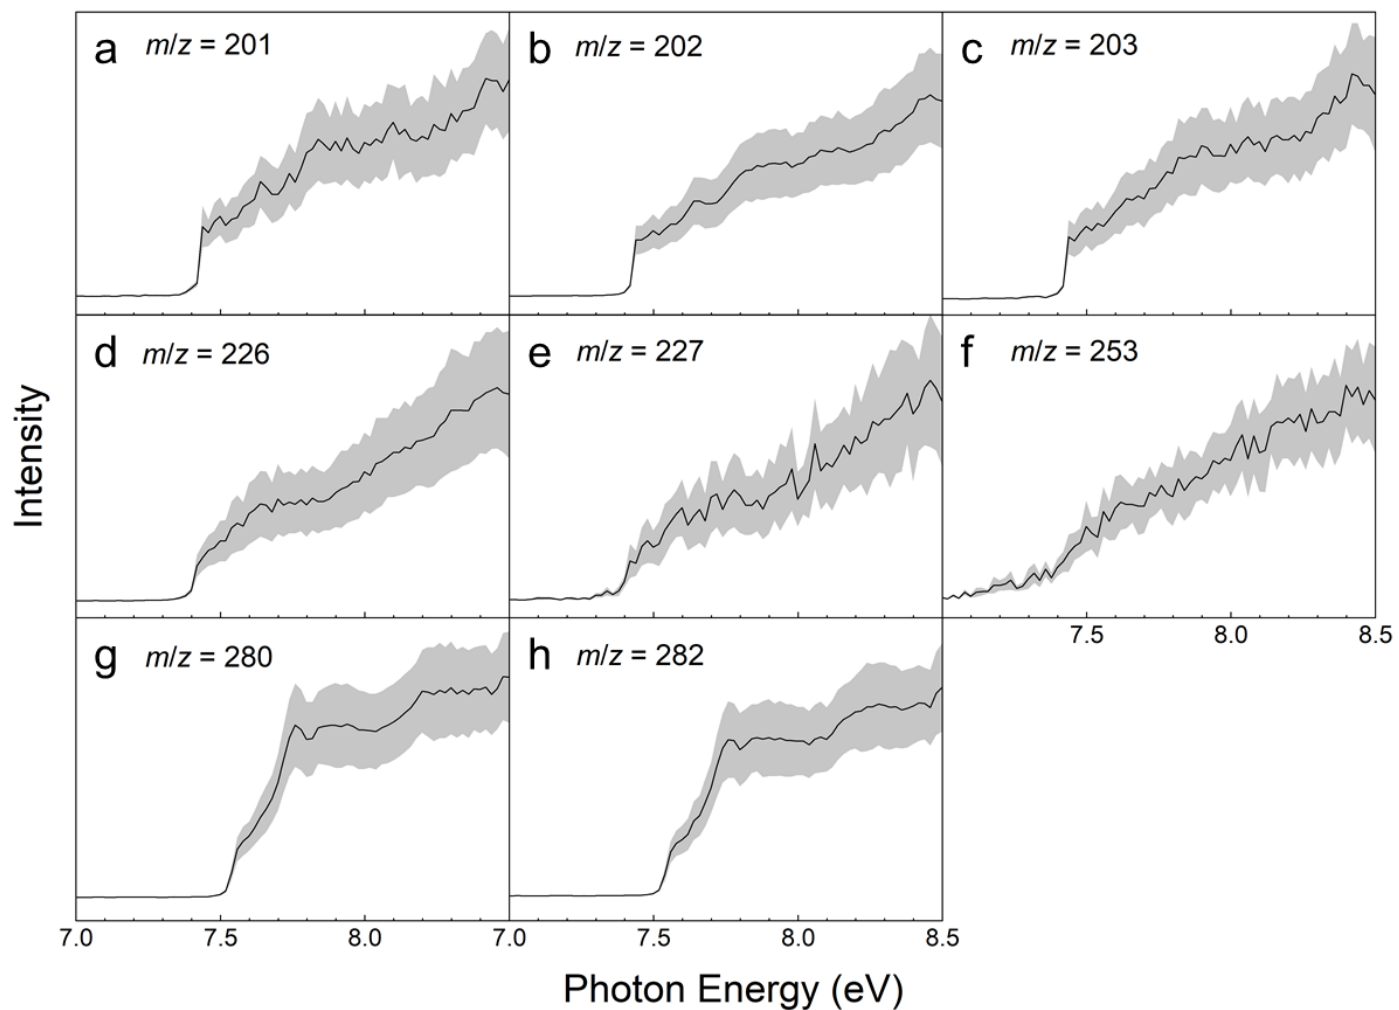 a m/z = 201
b m/z = 202
c m/z = 203
d m/z = 226
e m/z = 227
f m/z = 253
7.5 8.0 8.5
g m/z = 280
h m/z = 282
7.0 7.5 8.0 7.0 7.5 8.0 8.5
Intensity
Photon Energy (eV)